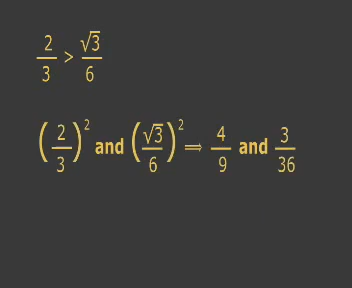 2/3 > √3/6
(2/3)² and (√3/6)² ⟹ 4/9 and 3/36